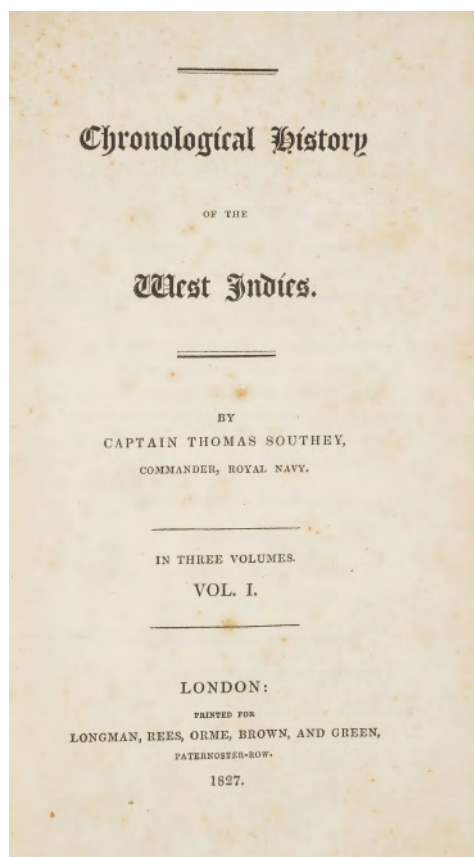 Chronological History
OF THE
West Indies.
BY
CAPTAIN THOMAS SOUTHEY,
COMMANDER, ROYAL NAVY.
IN THREE VOLUMES.
VOL. I.
LONDON:
PRINTED FOR
LONGMAN, REES, ORME, BROWN, AND GREEN,
PATERNOSTER-ROW.
1827.